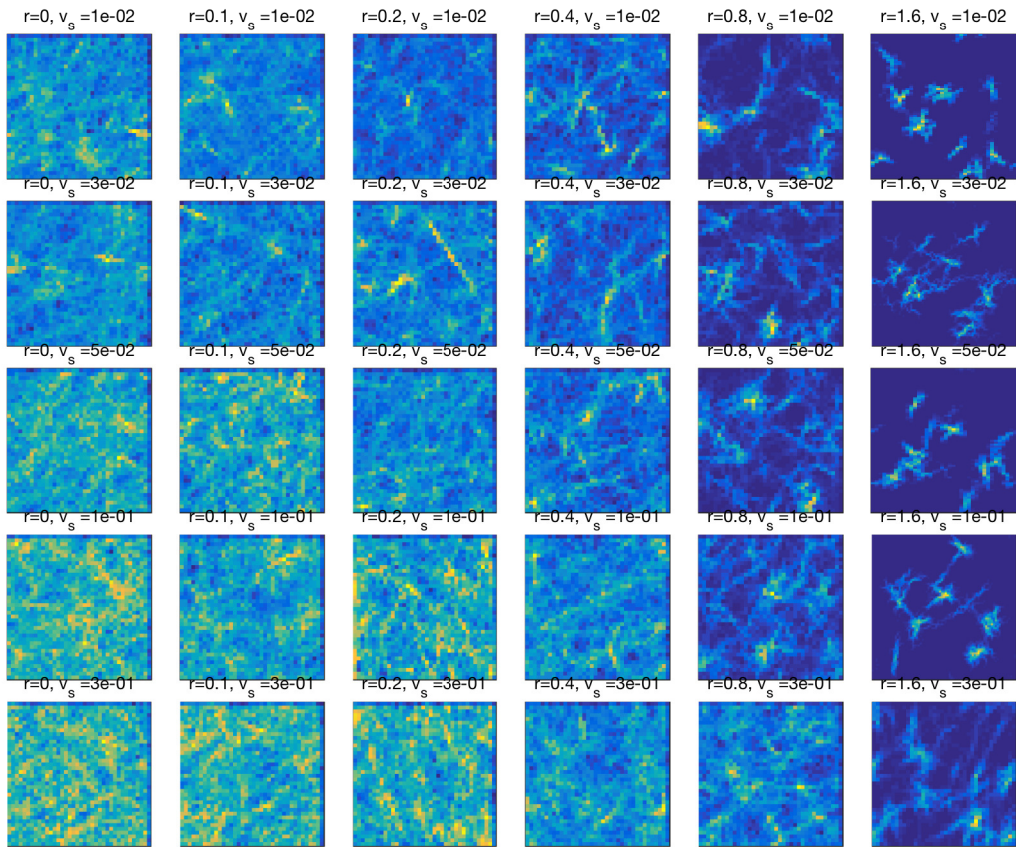 r=0, v_s =1e-02 r=0.1, v_s =1e-02 r=0.2, v_s =1e-02 r=0.4, v_s =1e-02 r=0.8, v_s =1e-02 r=1.6, v_s =1e-02
r=0, v_s =3e-02 r=0.1, v_s =3e-02 r=0.2, v_s =3e-02 r=0.4, v_s =3e-02 r=0.8, v_s =3e-02 r=1.6, v_s =3e-02
r=0, v_s =5e-02 r=0.1, v_s =5e-02 r=0.2, v_s =5e-02 r=0.4, v_s =5e-02 r=0.8, v_s =5e-02 r=1.6, v_s =5e-02
r=0, v_s =1e-01 r=0.1, v_s =1e-01 r=0.2, v_s =1e-01 r=0.4, v_s =1e-01 r=0.8, v_s =1e-01 r=1.6, v_s =1e-01
r=0, v_s =3e-01 r=0.1, v_s =3e-01 r=0.2, v_s =3e-01 r=0.4, v_s =3e-01 r=0.8, v_s =3e-01 r=1.6, v_s =3e-01